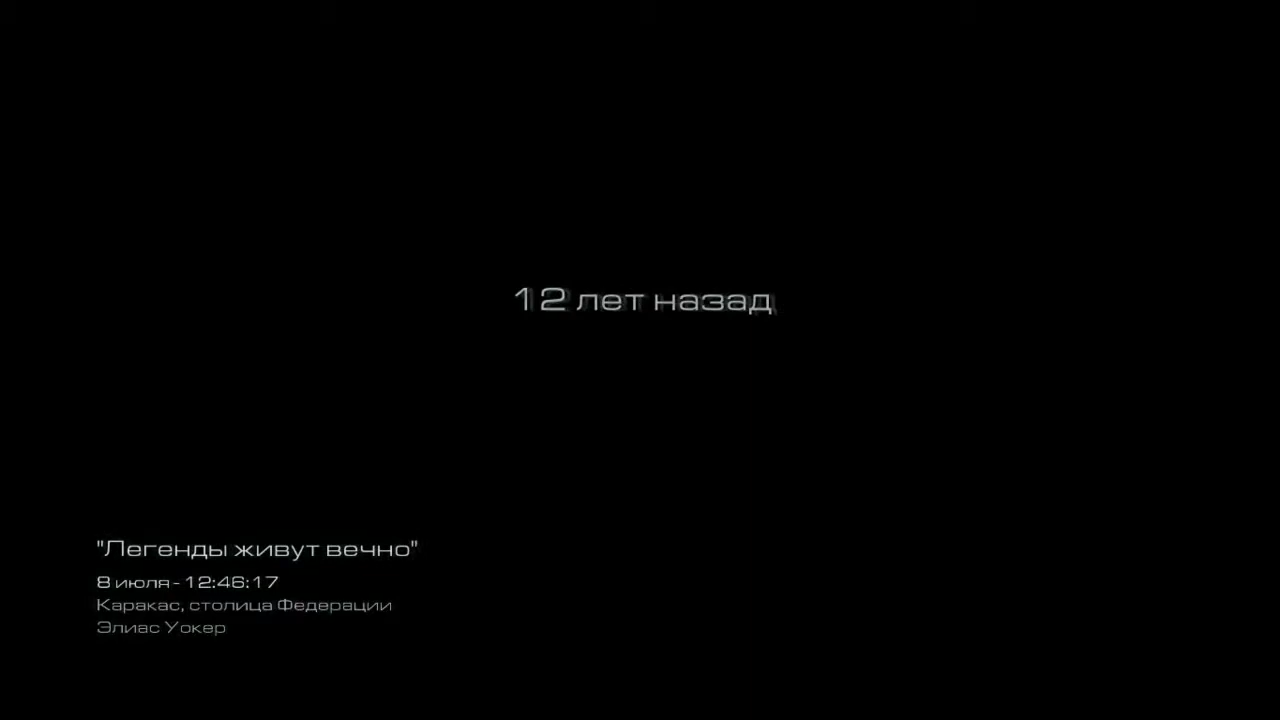 12 лет назад
"Легенды живут вечно"
8 июля - 12:46:17
Каракас, столица Федерации
Элиас Уокер